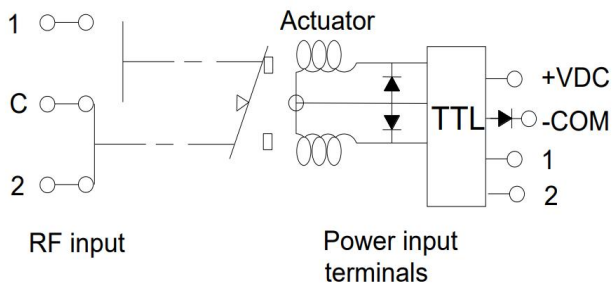 Actuator
1
C
2
TTL
+VDC
-COM
1
2
RF input
Power input
terminals